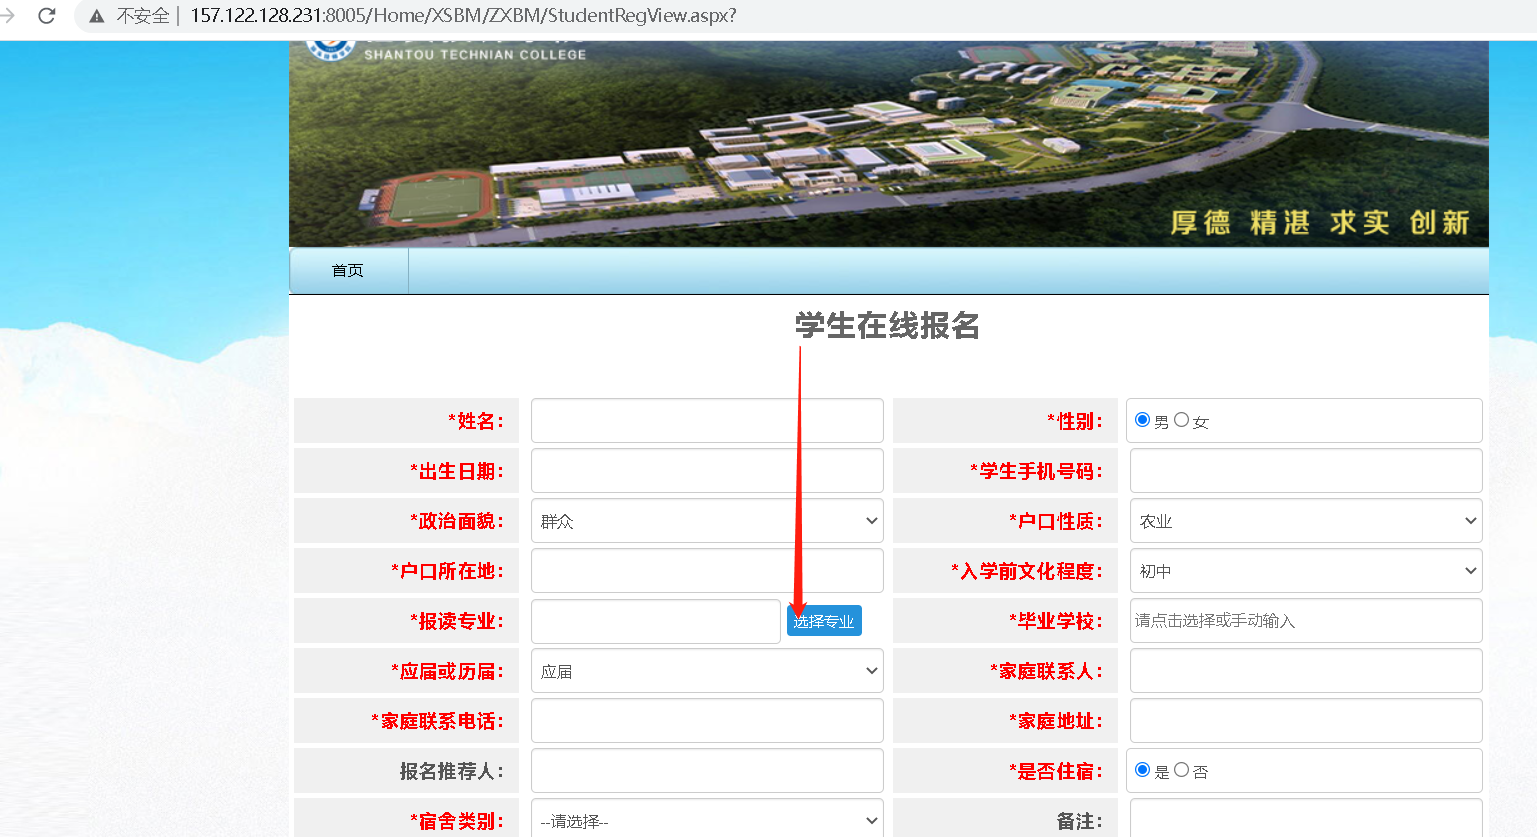 不安全 | 157.122.128.231:8005/Home/XSBM/ZXBM/StudentRegView.aspx?
SHANTOU TECHNIAN COLLEGE
厚德 精湛 求实 创新
首页
学生在线报名
*姓名：
*性别： 男 女
*出生日期：
*学生手机号码：
*政治面貌： 群众
*户口性质： 农业
*户口所在地：
*入学前文化程度： 初中
*报读专业： 选择专业
*毕业学校： 请点击选择或手动输入
*应届或历届： 应届
*家庭联系人：
*家庭联系电话：
*家庭地址：
报名推荐人：
*是否住宿： 是 否
*宿舍类别： --请选择--
备注：